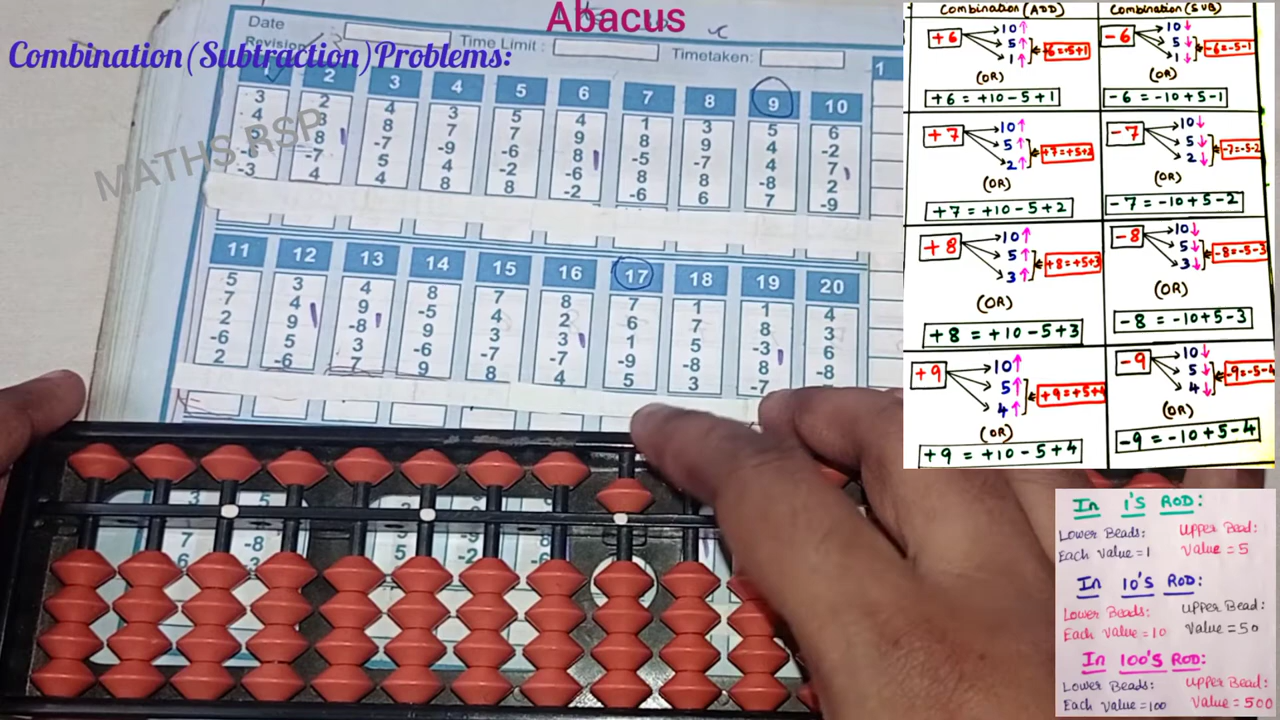 Abacus
Combination(Subtraction)Problems:
Date
Revision
Time Limit :
Timetaken:
MATHS RSP
2 3 4 5 6 7 8 9 10
3 2 4 3 5 4 1 3 5 6
4 3 8 7 7 9 8 9 4 -2
5 8 -7 -9 -6 8 -5 -7 4 7
-6 -7 5 4 -2 -6 8 8 -8 2
-3 4 4 8 8 -2 -6 6 7 -9
11 12 13 14 15 16 17 18 19 20
5 3 4 8 7 8 7 1 1 4
7 4 9 -5 4 2 6 7 8 3
2 9 -8 9 3 3 1 5 -3 6
-6 5 3 -6 -7 -7 -9 -8 8 -8
2 -6 7 9 8 4 5 3 -7
7 -8
Combination (ADD)
+6
10↑
5↑
1↑
+6=+5+1
(OR)
+6 = +10-5+1
+7
10↑
5↑
2↑
+7=+5+2
(OR)
+7 = +10-5+2
+8
10↑
5↑
3↑
+8=+5+3
(OR)
+8 = +10-5+3
+9
10↑
5↑
4↑
+9=+5+4
(OR)
+9 = +10-5+4
Combination (SUB)
-6
10↓
5↓
1↓
-6=-5-1
(OR)
-6 = -10+5-1
-7
10↓
5↓
2↓
-7=-5-2
(OR)
-7 = -10+5-2
-8
10↓
5↓
3↓
-8=-5-3
(OR)
-8 = -10+5-3
-9
10↓
5↓
4↓
-9=-5-4
(OR)
-9 = -10+5-4
In 1'S ROD:
Lower Beads: Upper Bead:
Each Value = 1 Value = 5
In 10'S ROD:
Lower Beads: Upper Bead:
Each Value = 10 Value = 50
In 100'S ROD:
Lower Beads: Upper Bead:
Each Value = 100 Value = 500